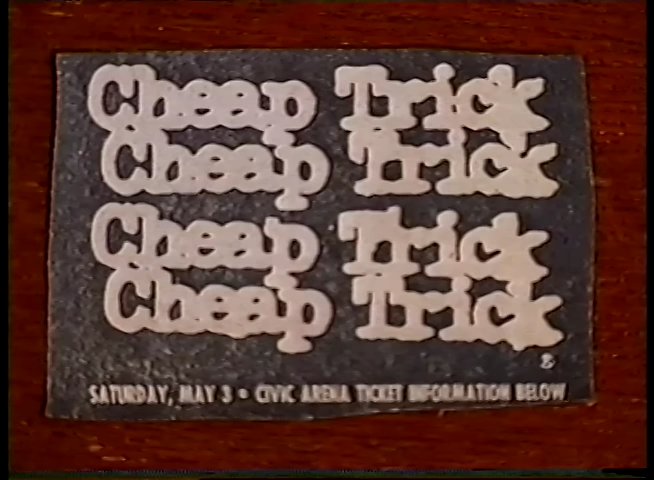 Cheap Trick
Cheap Trick
Cheap Trick
Cheap Trick
®
SATURDAY, MAY 3 • CIVIC ARENA TICKET INFORMATION BELOW